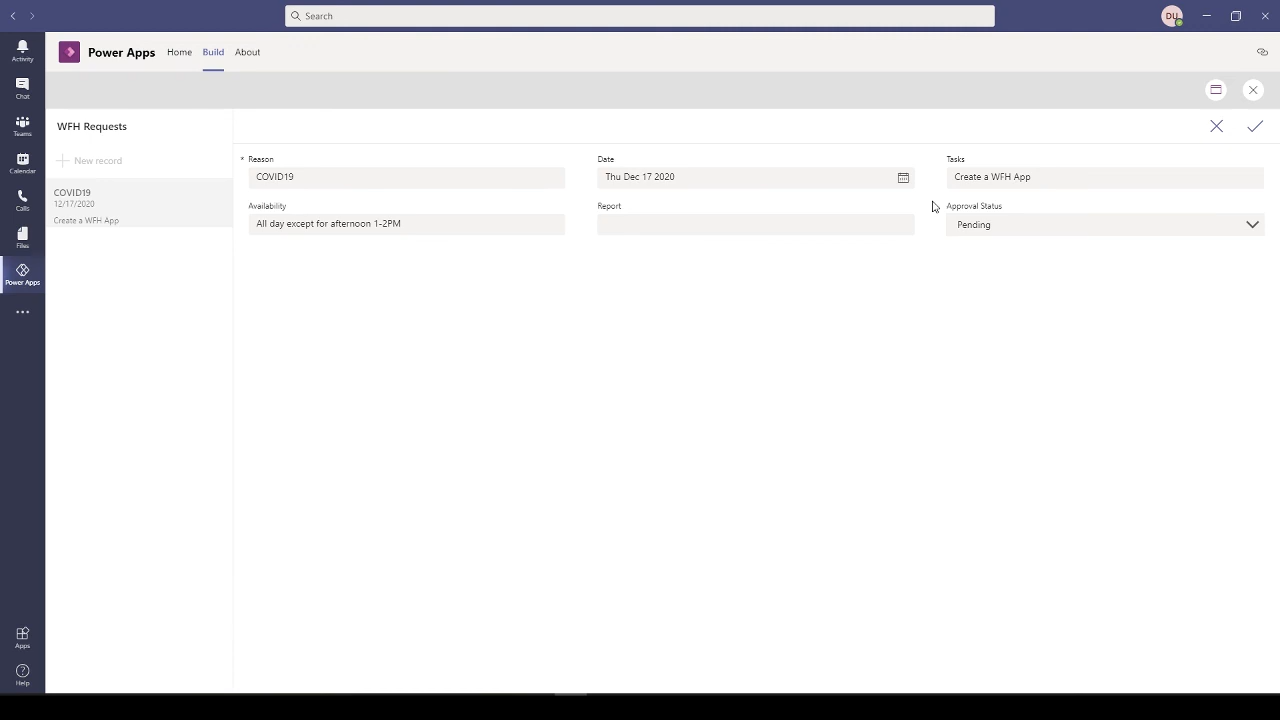 Search
DU
Activity
Chat
Teams
Calendar
Calls
Files
Power Apps
Apps
Help
Power Apps Home Build About
WFH Requests
New record
COVID19
12/17/2020
Create a WFH App
* Reason
COVID19
Date
Thu Dec 17 2020
Tasks
Create a WFH App
Availability
All day except for afternoon 1-2PM
Report
Approval Status
Pending